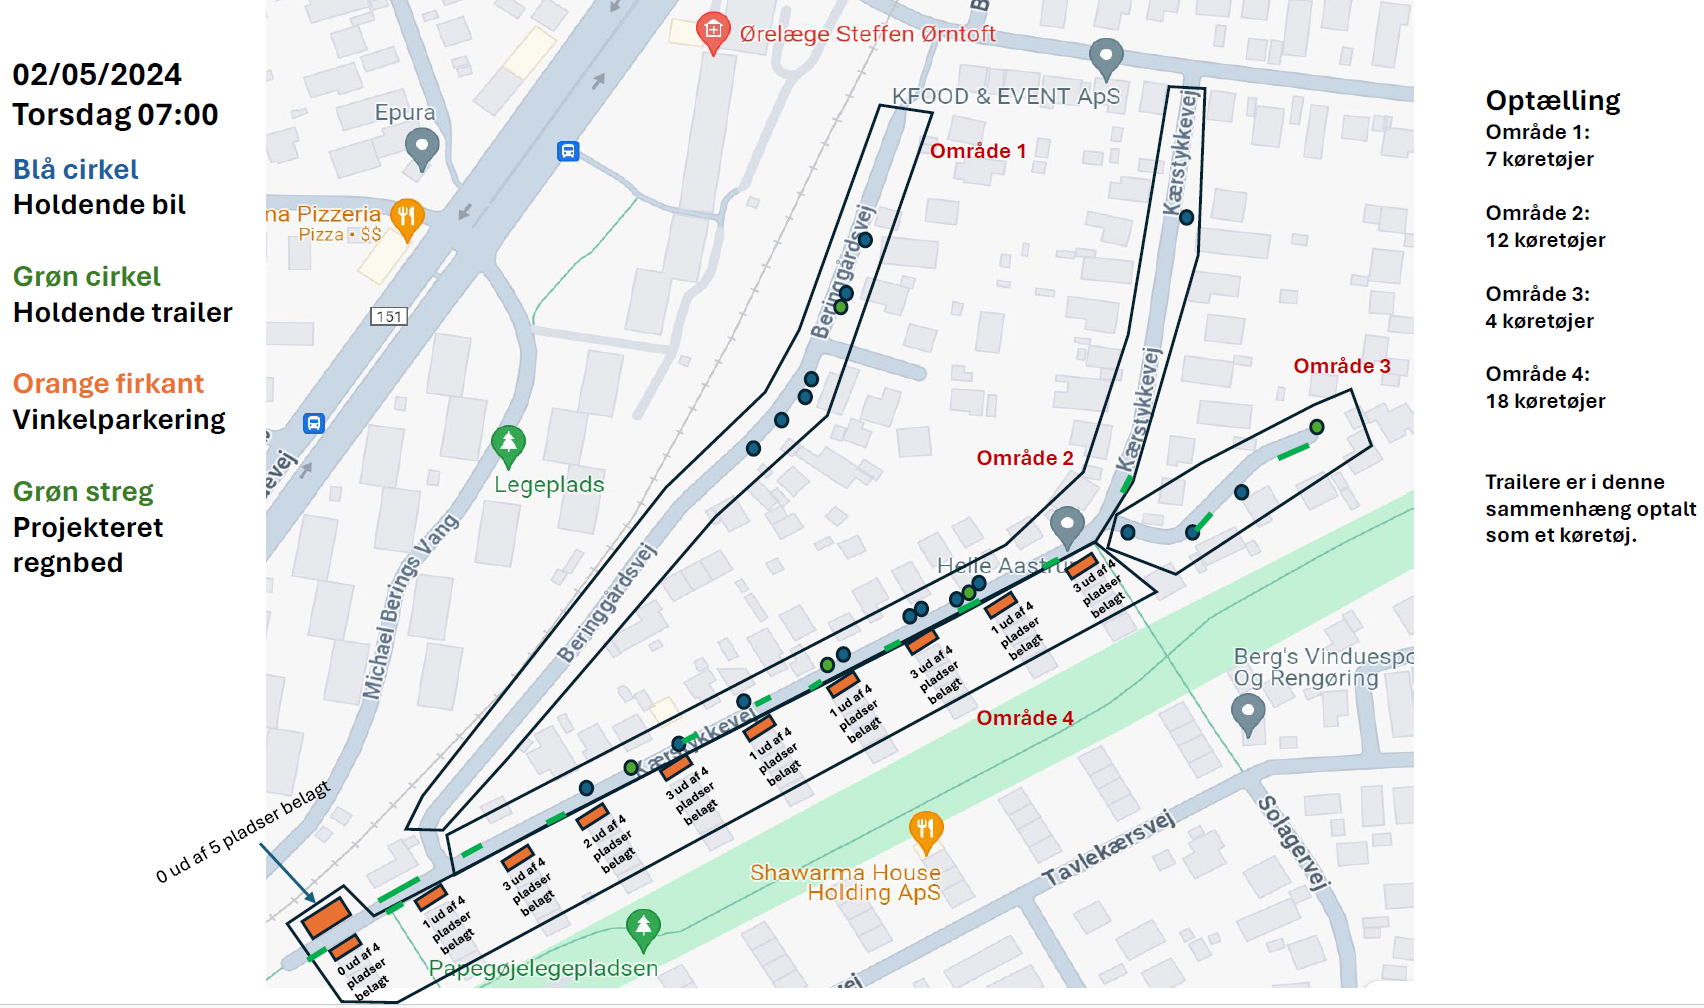 02/05/2024
Torsdag 07:00
Blå cirkel
Holdende bil
Grøn cirkel
Holdende trailer
Orange firkant
Vinkelparkering
Grøn streg
Projekteret
regnbed
Ørelæge Steffen Ørntoft
KFOOD & EVENT ApS
Epura
na Pizzeria
Pizza • $$
151
Legeplads
Michael Berings Vang
Beringgårdsvej
Beringgårdsvej
Kærstykkevej
Kærstykkevej
Kærstykkevej
Område 1
Område 2
Område 3
Område 4
Helle Aastru
Berg's Vinduespo
Og Rengøring
Solagervej
Tavlekærsvej
Shawarma House
Holding ApS
Papegøjelegepladsen
0 ud af 5 pladser belagt
0 ud af 4
pladser
belagt
1 ud af 4
pladser
belagt
3 ud af 4
pladser
belagt
2 ud af 4
pladser
belagt
3 ud af 4
pladser
belagt
1 ud af 4
pladser
belagt
1 ud af 4
pladser
belagt
3 ud af 4
pladser
belagt
1 ud af 4
pladser
belagt
3 ud af 4
pladser
belagt
Optælling
Område 1:
7 køretøjer
Område 2:
12 køretøjer
Område 3:
4 køretøjer
Område 4:
18 køretøjer
Trailere er i denne
sammenhæng optalt
som et køretøj.